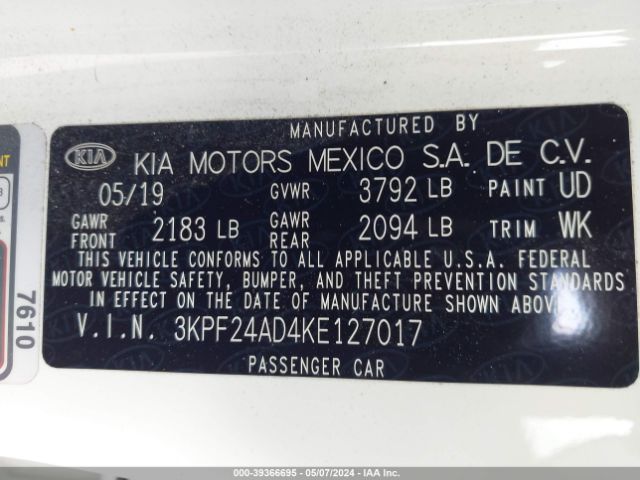 MANUFACTURED BY
KIA KIA MOTORS MEXICO S.A. DE C.V.
05/19 GVWR 3792 LB PAINT UD
GAWR FRONT 2183 LB GAWR REAR 2094 LB TRIM WK
THIS VEHICLE CONFORMS TO ALL APPLICABLE U.S.A. FEDERAL
MOTOR VEHICLE SAFETY, BUMPER, AND THEFT PREVENTION STANDARDS
IN EFFECT ON THE DATE OF MANUFACTURE SHOWN ABOVE.
V.I.N. 3KPF24AD4KE127017
PASSENGER CAR
7610
0-39366695 - 05/07/2024 - IAA Inc.